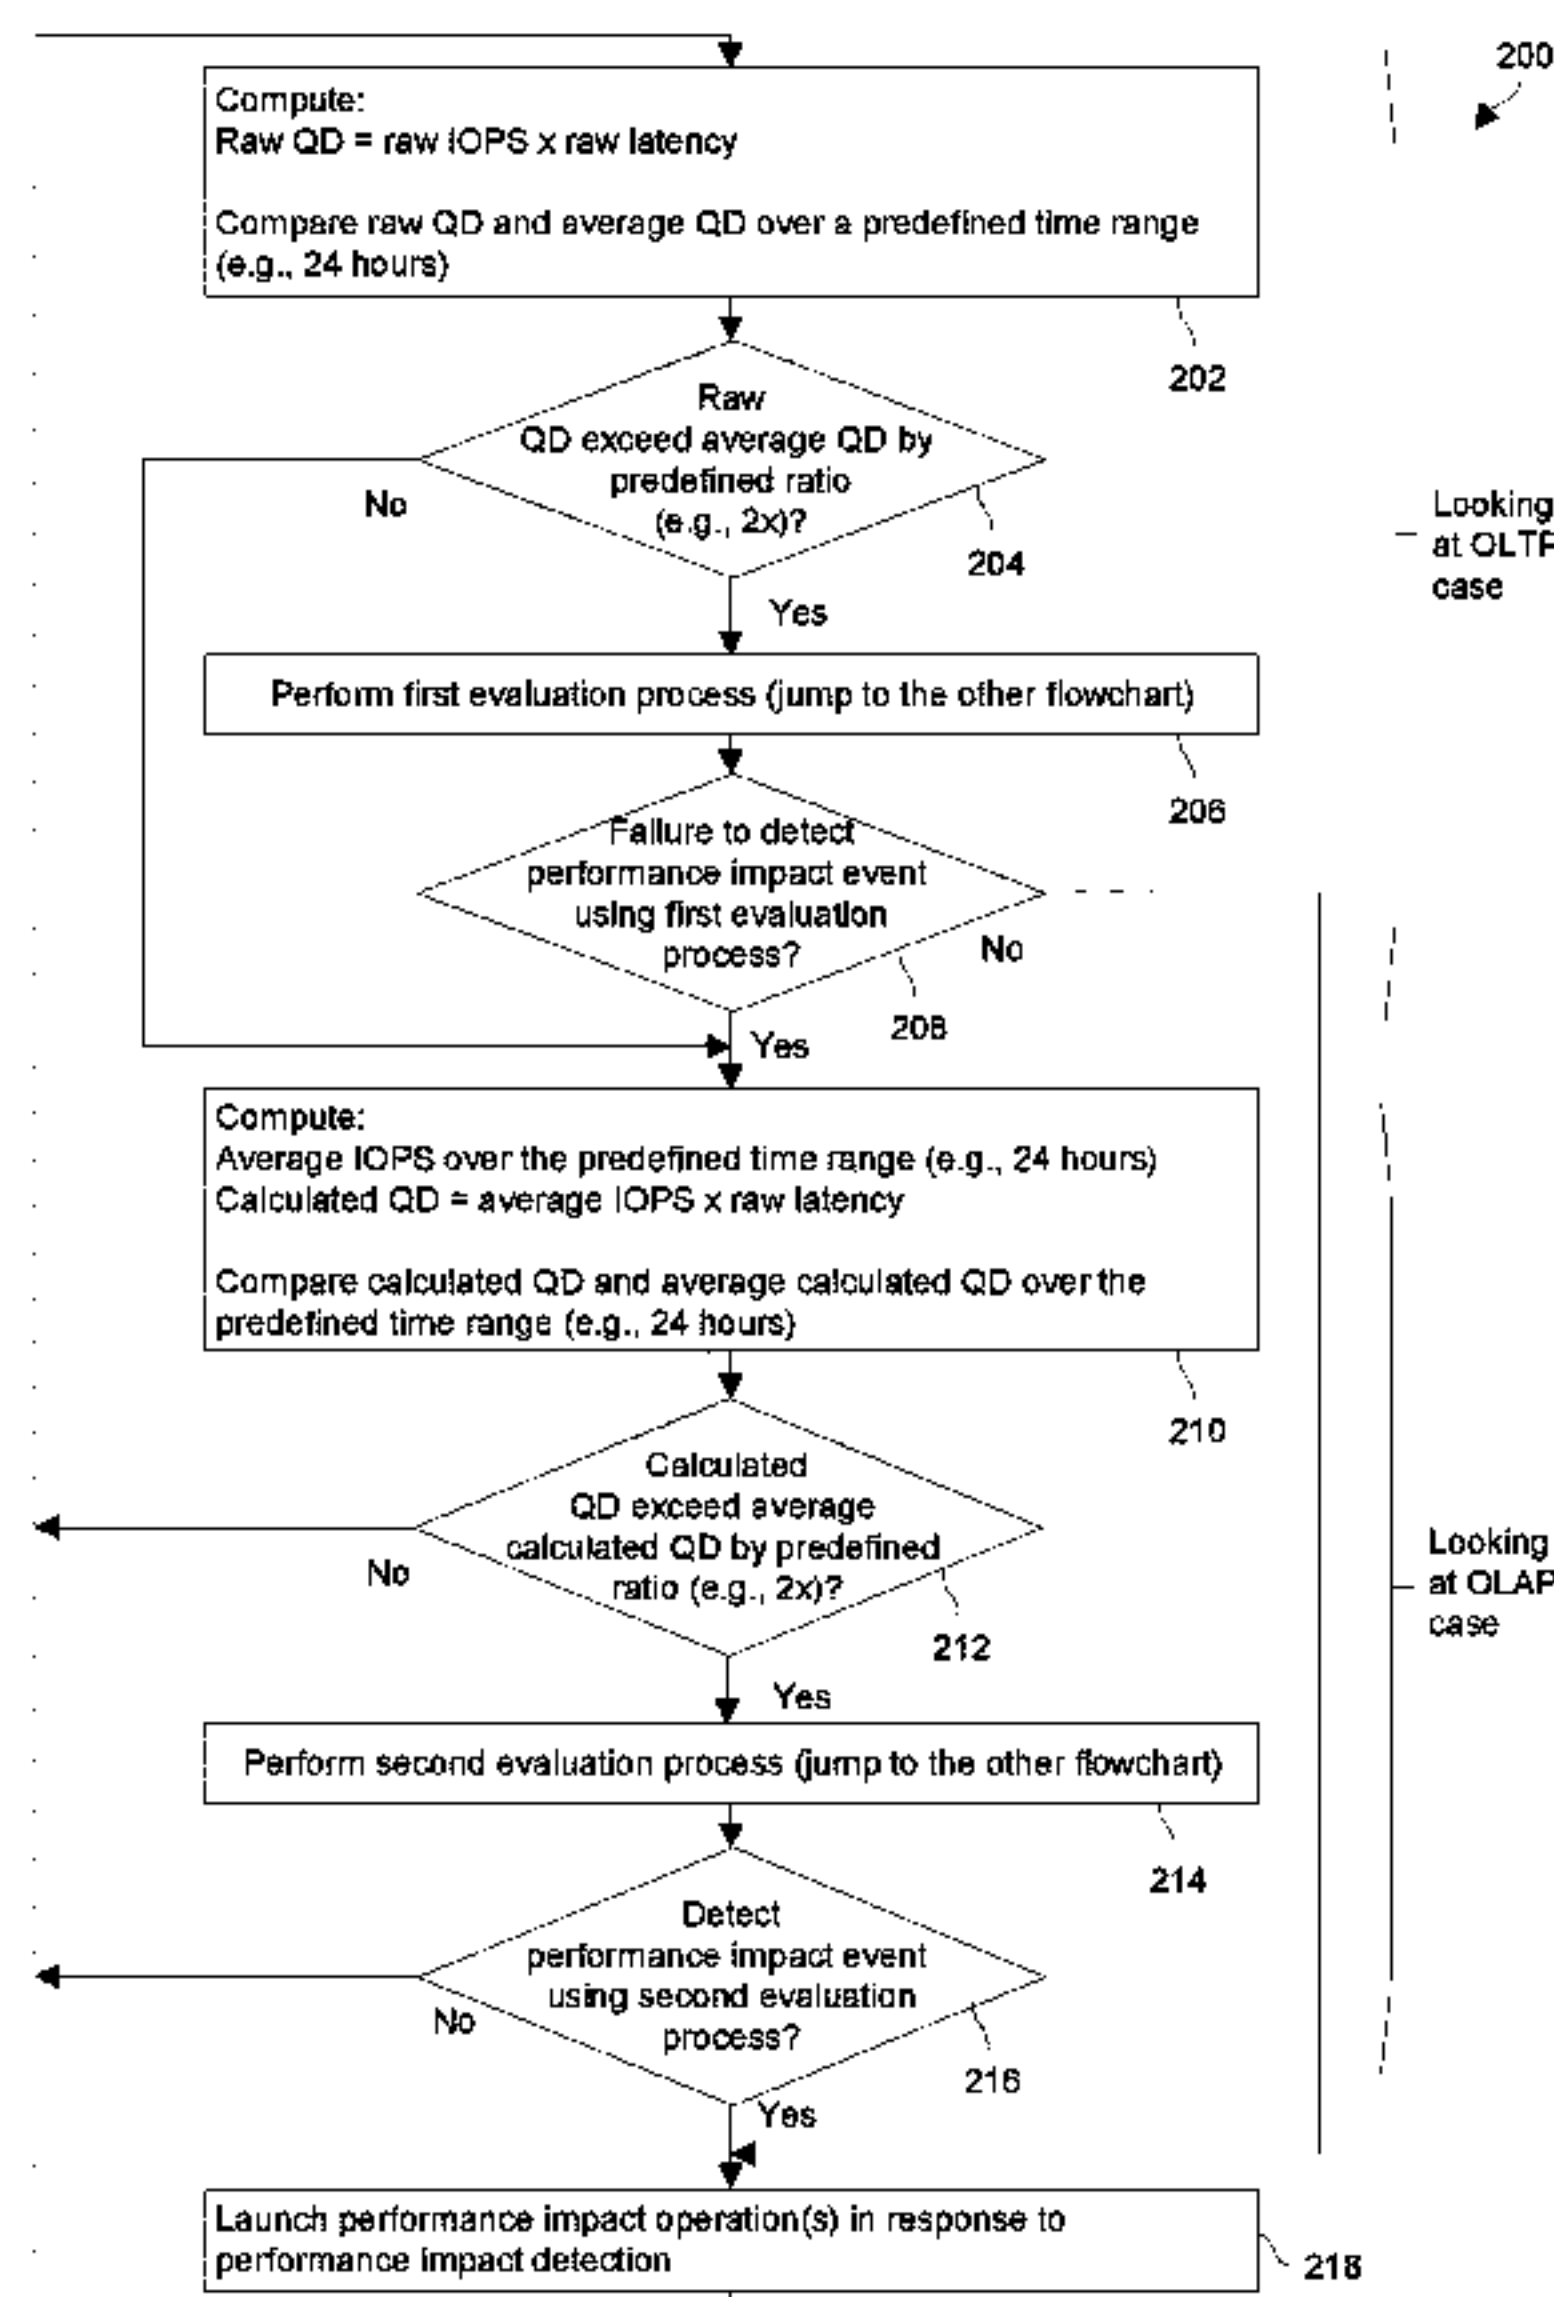 200
Compute:
Raw QD = raw IOPS x raw latency
Compare raw QD and average QD over a predefined time range
(e.g., 24 hours)
202
Raw
QD exceed average QD by
predefined ratio
(e.g., 2x)?
No
204
Looking
at OLTP
case
Yes
Perform first evaluation process (jump to the other flowchart)
206
Failure to detect
performance impact event
using first evaluation
process?
No
208
Yes
Compute:
Average IOPS over the predefined time range (e.g., 24 hours)
Calculated QD = average IOPS x raw latency
Compare calculated QD and average calculated QD over the
predefined time range (e.g., 24 hours)
210
Calculated
QD exceed average
calculated QD by predefined
ratio (e.g., 2x)?
No
212
Looking
at OLAP
case
Yes
Perform second evaluation process (jump to the other flowchart)
214
Detect
performance impact event
using second evaluation
process?
No
216
Yes
Launch performance impact operation(s) in response to
performance impact detection
218